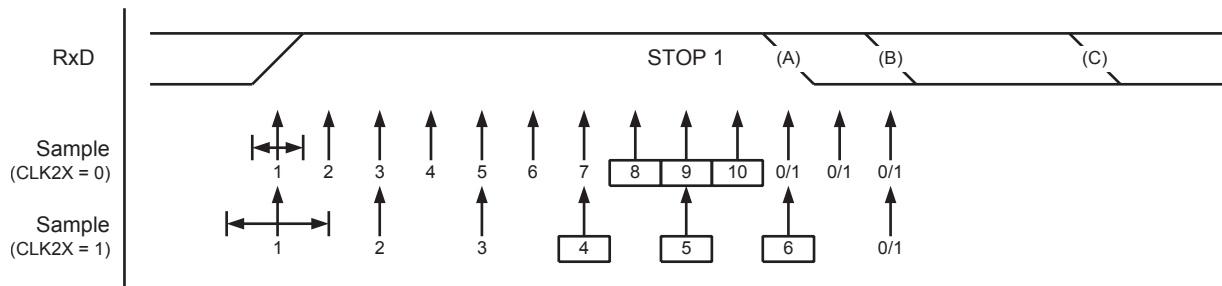 RxD STOP 1 (A) (B) (C)
Sample
(CLK2X = 0)
1 2 3 4 5 6 7 8 9 10 0/1 0/1 0/1
Sample
(CLK2X = 1)
1 2 3 4 5 6 0/1